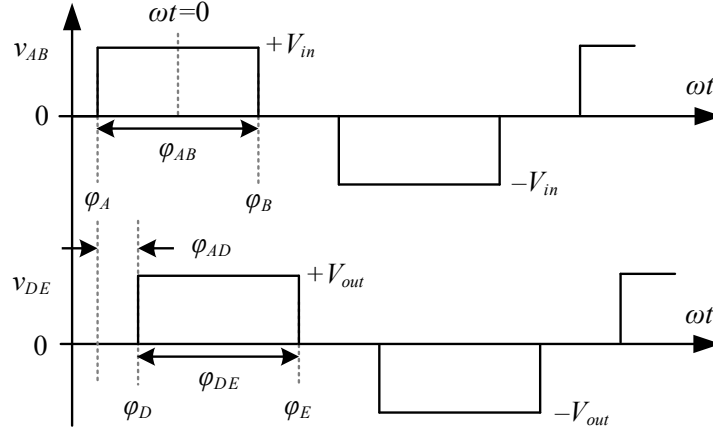 ωt=0
v_AB
+V_in
ωt
0
φ_AB
−V_in
φ_A
φ_B
φ_AD
v_DE
+V_out
ωt
0
φ_DE
φ_D
φ_E
−V_out